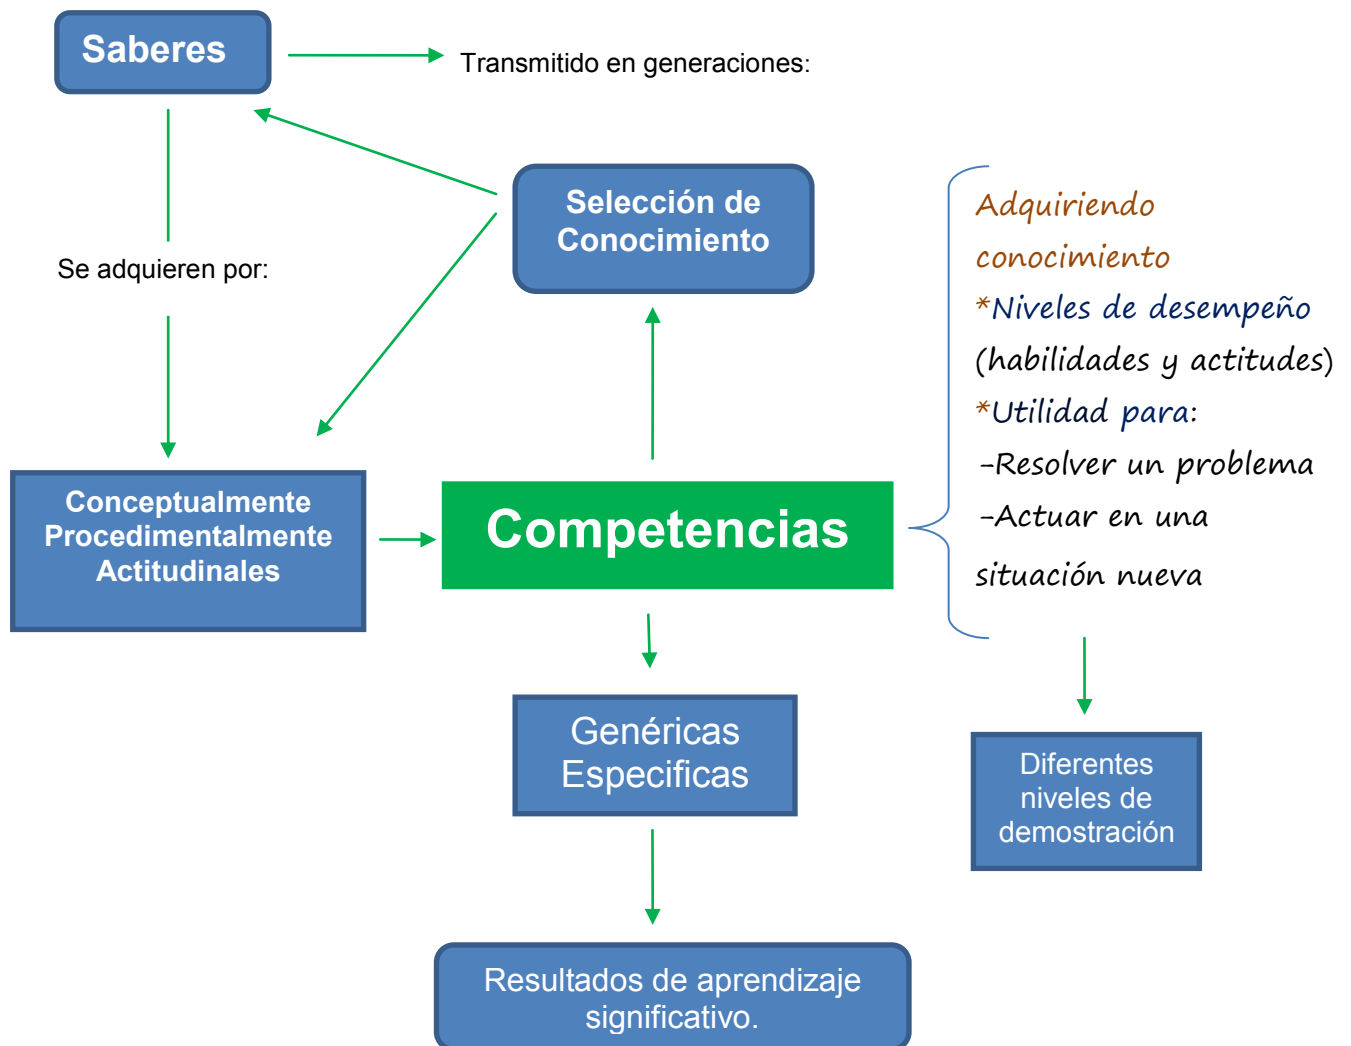 Saberes
Transmitido en generaciones:
Selección de
Conocimiento
Se adquieren por:
Adquiriendo
conocimiento
*Niveles de desempeño
(habilidades y actitudes)
*Utilidad para:
-Resolver un problema
-Actuar en una
situación nueva
Conceptualmente
Procedimentalmente
Actitudinales
Competencias
Genéricas
Especificas
Diferentes
niveles de
demostración
Resultados de aprendizaje
significativo.